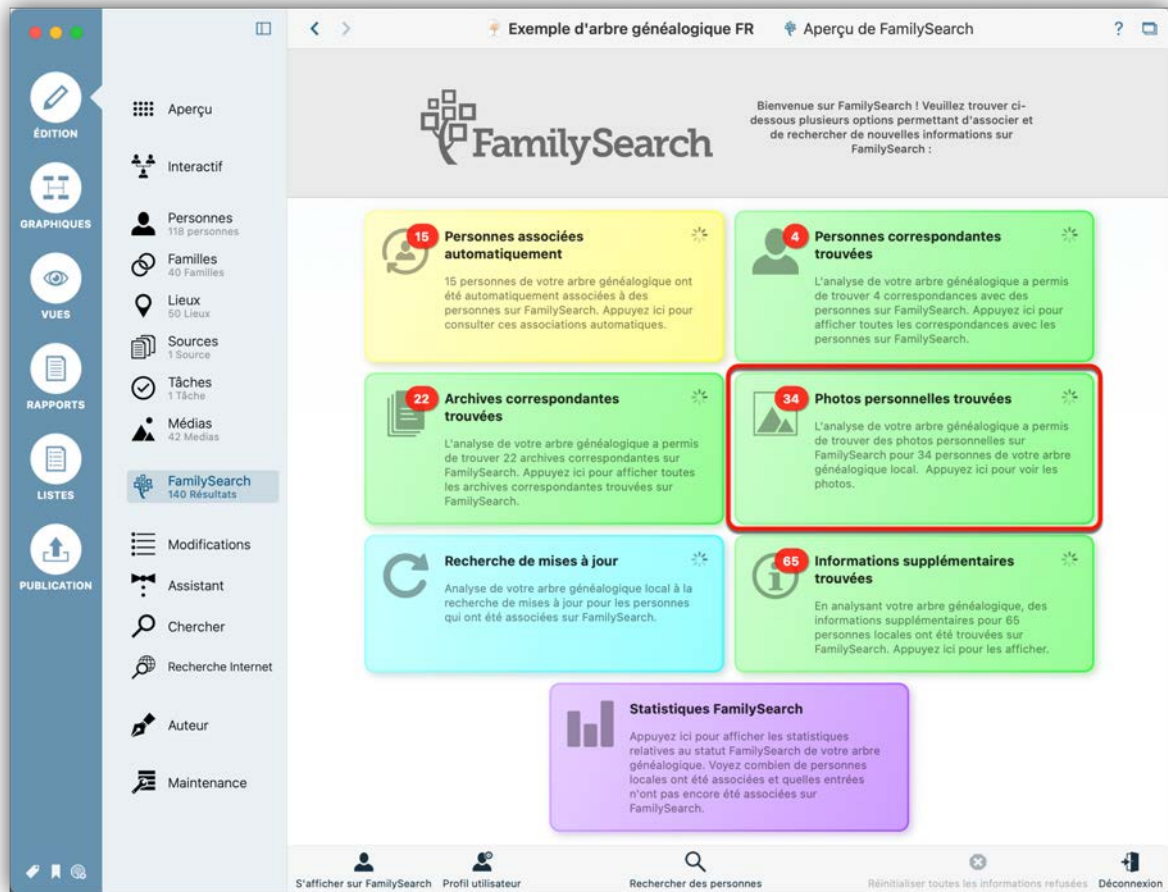 Exemple d'arbre généalogique FR
Aperçu de FamilySearch
?
ÉDITION
GRAPHIQUES
VUES
RAPPORTS
LISTES
PUBLICATION
Aperçu
Interactif
Personnes
118 personnes
Familles
40 Familles
Lieux
50 Lieux
Sources
1 Source
Tâches
1 Tâche
Médias
42 Medias
FamilySearch
140 Résultats
Modifications
Assistant
Chercher
Recherche Internet
Auteur
Maintenance
FamilySearch
Bienvenue sur FamilySearch ! Veuillez trouver ci-
dessous plusieurs options permettant d'associer et
de rechercher de nouvelles informations sur
FamilySearch :
15
Personnes associées
automatiquement
15 personnes de votre arbre généalogique ont
été automatiquement associées à des
personnes sur FamilySearch. Appuyez ici pour
consulter ces associations automatiques.
4
Personnes correspondantes
trouvées
L'analyse de votre arbre généalogique a permis
de trouver 4 correspondances avec des
personnes sur FamilySearch. Appuyez ici pour
afficher toutes les correspondances avec les
personnes sur FamilySearch.
22
Archives correspondantes
trouvées
L'analyse de votre arbre généalogique a permis
de trouver 22 archives correspondantes sur
FamilySearch. Appuyez ici pour afficher toutes
les archives correspondantes trouvées sur
FamilySearch.
34
Photos personnelles trouvées
L'analyse de votre arbre généalogique a permis
de trouver des photos personnelles sur
FamilySearch pour 34 personnes de votre arbre
généalogique local. Appuyez ici pour voir les
photos.
Recherche de mises à jour
Analyse de votre arbre généalogique local à la
recherche de mises à jour pour les personnes
qui ont été associées sur FamilySearch.
65
Informations supplémentaires
trouvées
En analysant votre arbre généalogique, des
informations supplémentaires pour 65
personnes locales ont été trouvées sur
FamilySearch. Appuyez ici pour les afficher.
Statistiques FamilySearch
Appuyez ici pour afficher les statistiques
relatives au statut FamilySearch de votre arbre
généalogique. Voyez combien de personnes
locales ont été associées et quelles entrées
n'ont pas encore été associées sur
FamilySearch.
S'afficher sur FamilySearch
Profil utilisateur
Rechercher des personnes
Réinitialiser toutes les informations refusées
Déconnexion